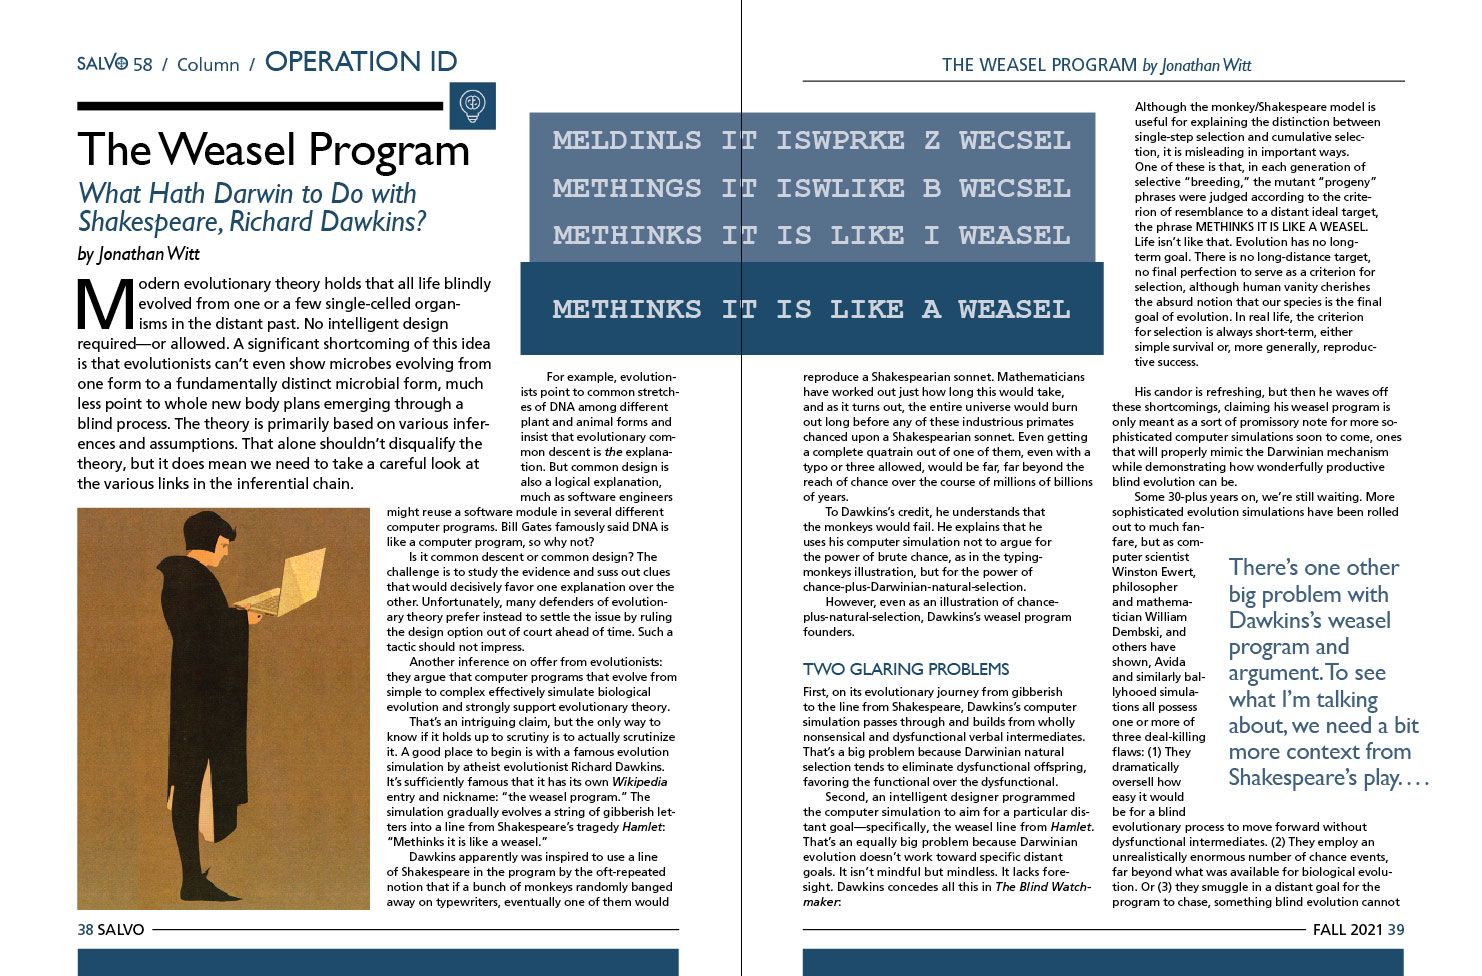 SALVO 58 / Column / OPERATION ID
The Weasel Program
What Hath Darwin to Do with
Shakespeare, Richard Dawkins?
by Jonathan Witt
Modern evolutionary theory holds that all life blindly
evolved from one or a few single-celled organ-
isms in the distant past. No intelligent design
required—or allowed. A significant shortcoming of this idea
is that evolutionists can't even show microbes evolving from
one form to a fundamentally distinct microbial form, much
less point to whole new body plans emerging through a
blind process. The theory is primarily based on various infer-
ences and assumptions. That alone shouldn't disqualify the
theory, but it does mean we need to take a careful look at
the various links in the inferential chain.
MELDINLS IT ISWPRKE Z WECSEL
METHINGS IT ISWLIKE B WECSEL
METHINKS IT IS LIKE I WEASEL
METHINKS IT IS LIKE A WEASEL
For example, evolution-
ists point to common stretch-
es of DNA among different
plant and animal forms and
insist that evolutionary com-
mon descent is the explana-
tion. But common design is
also a logical explanation,
much as software engineers
might reuse a software module in several different
computer programs. Bill Gates famously said DNA is
like a computer program, so why not?
Is it common descent or common design? The
challenge is to study the evidence and suss out clues
that would decisively favor one explanation over the
other. Unfortunately, many defenders of evolution-
ary theory prefer instead to settle the issue by ruling
the design option out of court ahead of time. Such a
tactic should not impress.
Another inference on offer from evolutionists:
they argue that computer programs that evolve from
simple to complex effectively simulate biological
evolution and strongly support evolutionary theory.
That's an intriguing claim, but the only way to
know if it holds up to scrutiny is to actually scrutinize
it. A good place to begin is with a famous evolution
simulation by atheist evolutionist Richard Dawkins.
It's sufficiently famous that it has its own Wikipedia
entry and nickname: "the weasel program." The
simulation gradually evolves a string of gibberish let-
ters into a line from Shakespeare's tragedy Hamlet:
"Methinks it is like a weasel."
Dawkins apparently was inspired to use a line
of Shakespeare in the program by the oft-repeated
notion that if a bunch of monkeys randomly banged
away on typewriters, eventually one of them would
38 SALVO
THE WEASEL PROGRAM by Jonathan Witt
reproduce a Shakespearian sonnet. Mathematicians
have worked out just how long this would take,
and as it turns out, the entire universe would burn
out long before any of these industrious primates
chanced upon a Shakespearian sonnet. Even getting
a complete quatrain out of one of them, even with a
typo or three allowed, would be far, far beyond the
reach of chance over the course of millions of billions
of years.
To Dawkins's credit, he understands that
the monkeys would fail. He explains that he
uses his computer simulation not to argue for
the power of brute chance, as in the typing-
monkeys illustration, but for the power of
chance-plus-Darwinian-natural-selection.
However, even as an illustration of chance-
plus-natural-selection, Dawkins's weasel program
founders.
TWO GLARING PROBLEMS
First, on its evolutionary journey from gibberish
to the line from Shakespeare, Dawkins's computer
simulation passes through and builds from wholly
nonsensical and dysfunctional verbal intermediates.
That's a big problem because Darwinian natural
selection tends to eliminate dysfunctional offspring,
favoring the functional over the dysfunctional.
Second, an intelligent designer programmed
the computer simulation to aim for a particular dis-
tant goal—specifically, the weasel line from Hamlet.
That's an equally big problem because Darwinian
evolution doesn't work toward specific distant
goals. It isn't mindful but mindless. It lacks fore-
sight. Dawkins concedes all this in The Blind Watch-
maker:
Although the monkey/Shakespeare model is
useful for explaining the distinction between
single-step selection and cumulative selec-
tion, it is misleading in important ways.
One of these is that, in each generation of
selective "breeding," the mutant "progeny"
phrases were judged according to the crite-
rion of resemblance to a distant ideal target,
the phrase METHINKS IT IS LIKE A WEASEL.
Life isn't like that. Evolution has no long-
term goal. There is no long-distance target,
no final perfection to serve as a criterion for
selection, although human vanity cherishes
the absurd notion that our species is the final
goal of evolution. In real life, the criterion
for selection is always short-term, either
simple survival or, more generally, reproduc-
tive success.
His candor is refreshing, but then he waves off
these shortcomings, claiming his weasel program is
only meant as a sort of promissory note for more so-
phisticated computer simulations soon to come, ones
that will properly mimic the Darwinian mechanism
while demonstrating how wonderfully productive
blind evolution can be.
Some 30-plus years on, we're still waiting. More
sophisticated evolution simulations have been rolled
out to much fan-
fare, but as com-
puter scientist
Winston Ewert,
philosopher
and mathema-
tician William
Dembski, and
others have
shown, Avida
and similarly bal-
lyhooed simula-
tions all possess
one or more of
three deal-killing
flaws: (1) They
dramatically
oversell how
easy it would
be for a blind
evolutionary process to move forward without
dysfunctional intermediates. (2) They employ an
unrealistically enormous number of chance events,
far beyond what was available for biological evolu-
tion. Or (3) they smuggle in a distant goal for the
program to chase, something blind evolution cannot
There's one other
big problem with
Dawkins's weasel
program and
argument. To see
what I'm talking
about, we need a bit
more context from
Shakespeare's play. . . .
FALL 2021 39